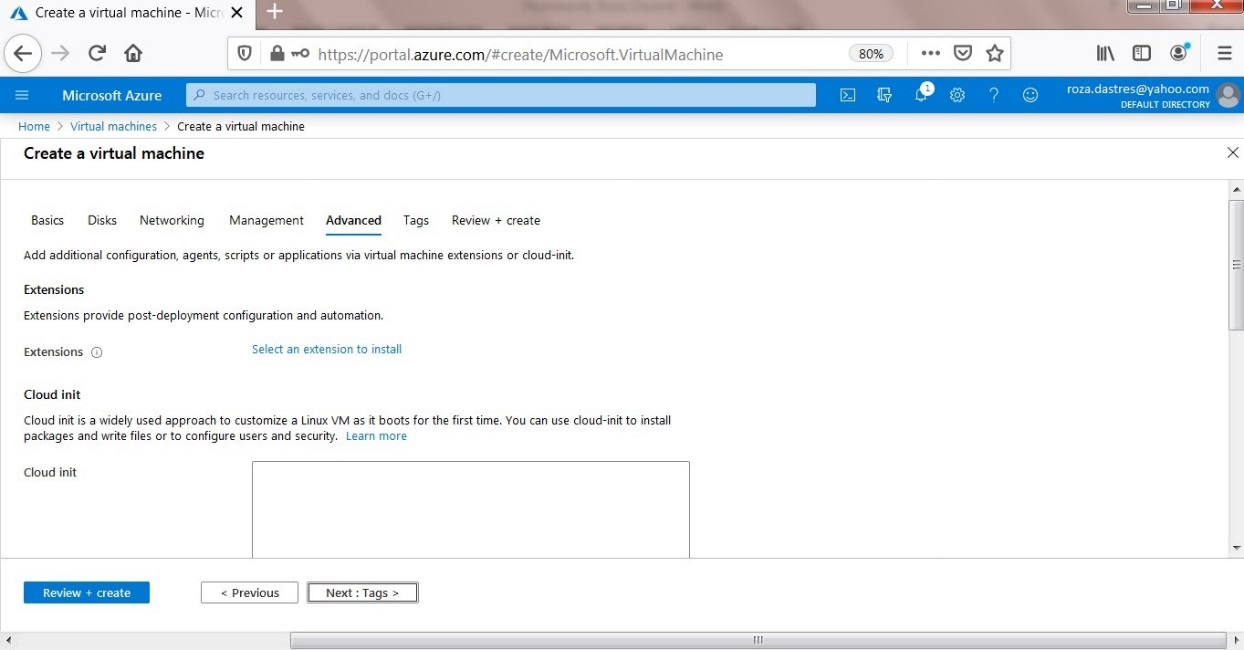 Create a virtual machine - Micr
https://portal.azure.com/#create/Microsoft.VirtualMachine
80%
Microsoft Azure
Search resources, services, and docs (G+/)
1
roza.dastres@yahoo.com
DEFAULT DIRECTORY
Home > Virtual machines > Create a virtual machine
Create a virtual machine
Basics Disks Networking Management Advanced Tags Review + create
Add additional configuration, agents, scripts or applications via virtual machine extensions or cloud-init.
Extensions
Extensions provide post-deployment configuration and automation.
Extensions Select an extension to install
Cloud init
Cloud init is a widely used approach to customize a Linux VM as it boots for the first time. You can use cloud-init to install
packages and write files or to configure users and security. Learn more
Cloud init
Review + create < Previous Next : Tags >